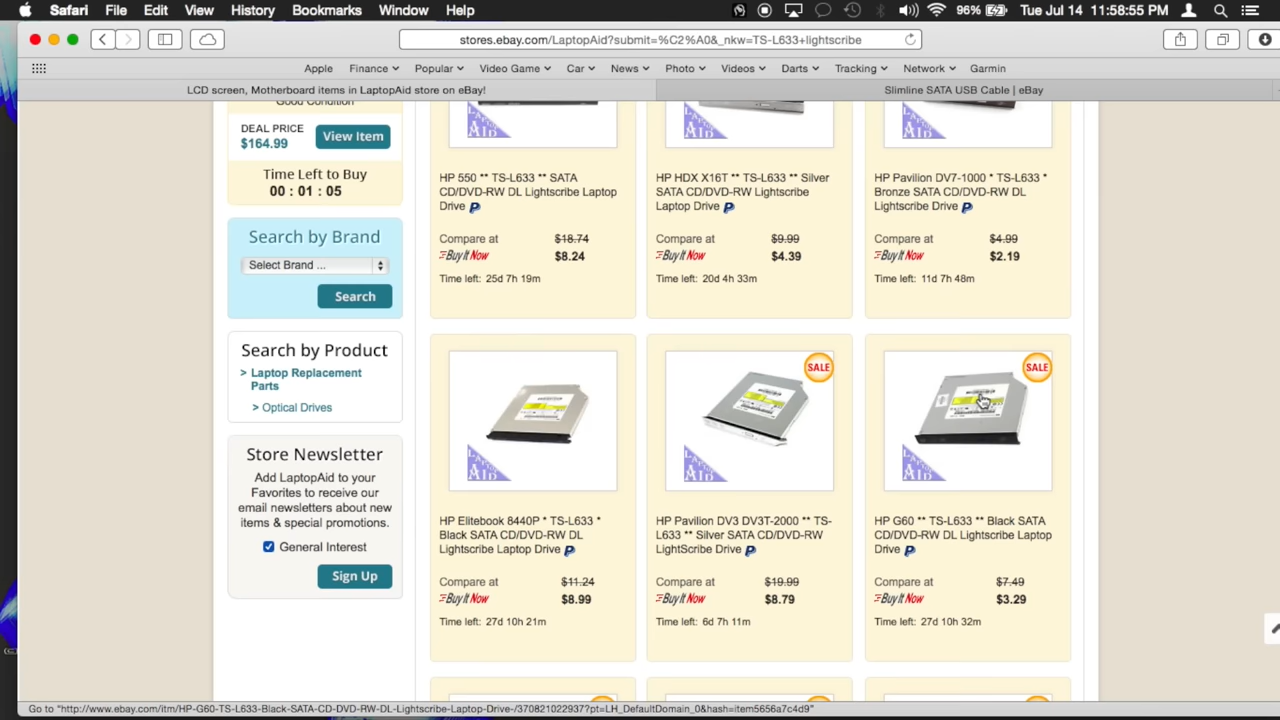 Safari File Edit View History Bookmarks Window Help 96% Tue Jul 14 11:58:55 PM
stores.ebay.com/LaptopAid?submit=%C2%A0&_nkw=TS-L633+lightscribe
Apple Finance Popular Video Game Car News Photo Videos Darts Tracking Network Garmin
LCD screen, Motherboard items in LaptopAid store on eBay! Slimline SATA USB Cable | eBay
Good Condition
DEAL PRICE
$164.99
View Item
Time Left to Buy
00 : 01 : 05
Search by Brand
Select Brand ...
Search
Search by Product
> Laptop Replacement
Parts
> Optical Drives
Store Newsletter
Add LaptopAid to your
Favorites to receive our
email newsletters about new
items & special promotions.
General Interest
Sign Up
LAPTOP
AID
HP 550 ** TS-L633 ** SATA
CD/DVD-RW DL Lightscribe Laptop
Drive P
Compare at $18.74
Buy It Now $8.24
Time left: 25d 7h 19m
LAPTOP
AID
HP HDX X16T ** TS-L633 ** Silver
SATA CD/DVD-RW Lightscribe
Laptop Drive P
Compare at $9.99
Buy It Now $4.39
Time left: 20d 4h 33m
LAPTOP
AID
HP Pavilion DV7-1000 * TS-L633 *
Bronze SATA CD/DVD-RW DL
Lightscribe Drive P
Compare at $4.99
Buy It Now $2.19
Time left: 11d 7h 48m
LAPTOP
AID
HP Elitebook 8440P * TS-L633 *
Black SATA CD/DVD-RW DL
Lightscribe Laptop Drive P
Compare at $11.24
Buy It Now $8.99
Time left: 27d 10h 21m
SALE
LAPTOP
AID
HP Pavilion DV3 DV3T-2000 ** TS-
L633 ** Silver SATA CD/DVD-RW
LightScribe Drive P
Compare at $19.99
Buy It Now $8.79
Time left: 6d 7h 11m
SALE
LAPTOP
AID
HP G60 ** TS-L633 ** Black SATA
CD/DVD-RW DL Lightscribe Laptop
Drive P
Compare at $7.49
Buy It Now $3.29
Time left: 27d 10h 32m
Go to "http://www.ebay.com/itm/HP-G60-TS-L633-Black-SATA-CD-DVD-RW-DL-Lightscribe-Laptop-Drive-/370821022937?pt=LH_DefaultDomain_0&hash=item5656a7c4d9"